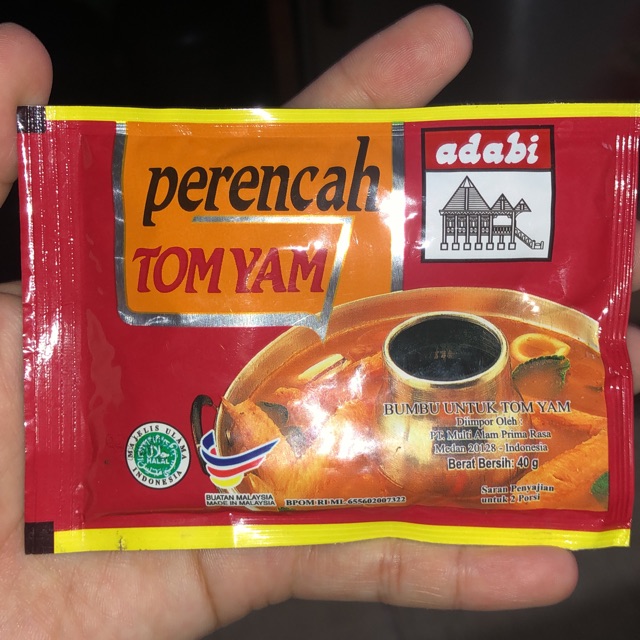 perencah
TOM YAM
adabi
BUMBU UNTUK TOM YAM
Diimpor Oleh :
PT. Multi Alam Prima Rasa
Medan 20128 - Indonesia
Berat Bersih: 40 g
Saran Penyajian
untuk 2 Porsi
MAJELIS ULAMA
حلال
HALAL
INDONESIA
BUATAN MALAYSIA
MADE IN MALAYSIA
BPOM RI ML 655602007322